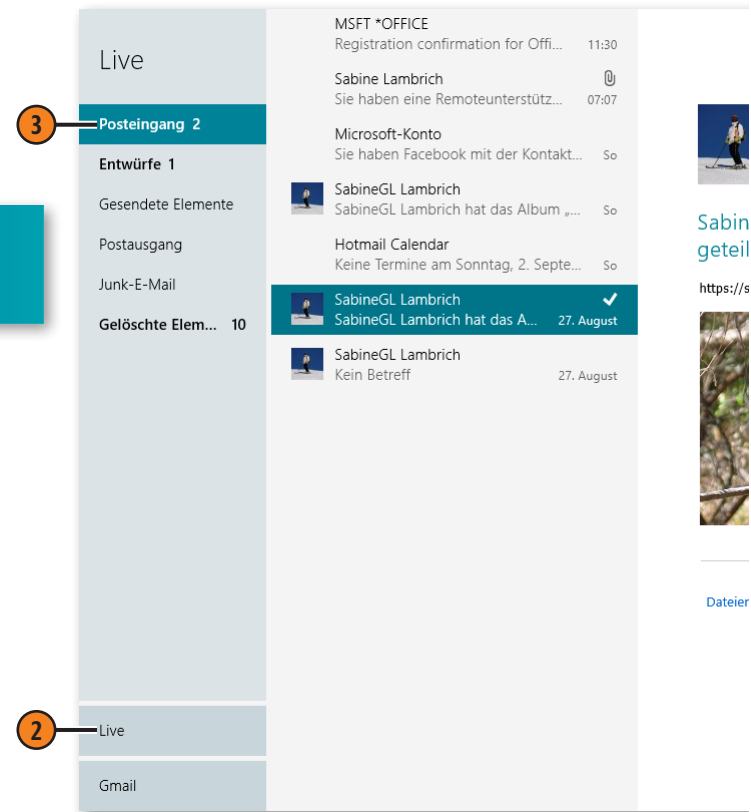 Live
3
Posteingang 2
Entwürfe 1
Gesendete Elemente
Postausgang
Junk-E-Mail
Gelöschte Elem... 10
2
Live
Gmail
MSFT *OFFICE
Registration confirmation for Offi... 11:30
Sabine Lambrich
Sie haben eine Remoteunterstütz... 07:07
Microsoft-Konto
Sie haben Facebook mit der Kontakt... So
SabineGL Lambrich
SabineGL Lambrich hat das Album „... So
Hotmail Calendar
Keine Termine am Sonntag, 2. Septe... So
SabineGL Lambrich
SabineGL Lambrich hat das A... 27. August
SabineGL Lambrich
Kein Betreff 27. August
Sabin
geteil
https://s
Dateien